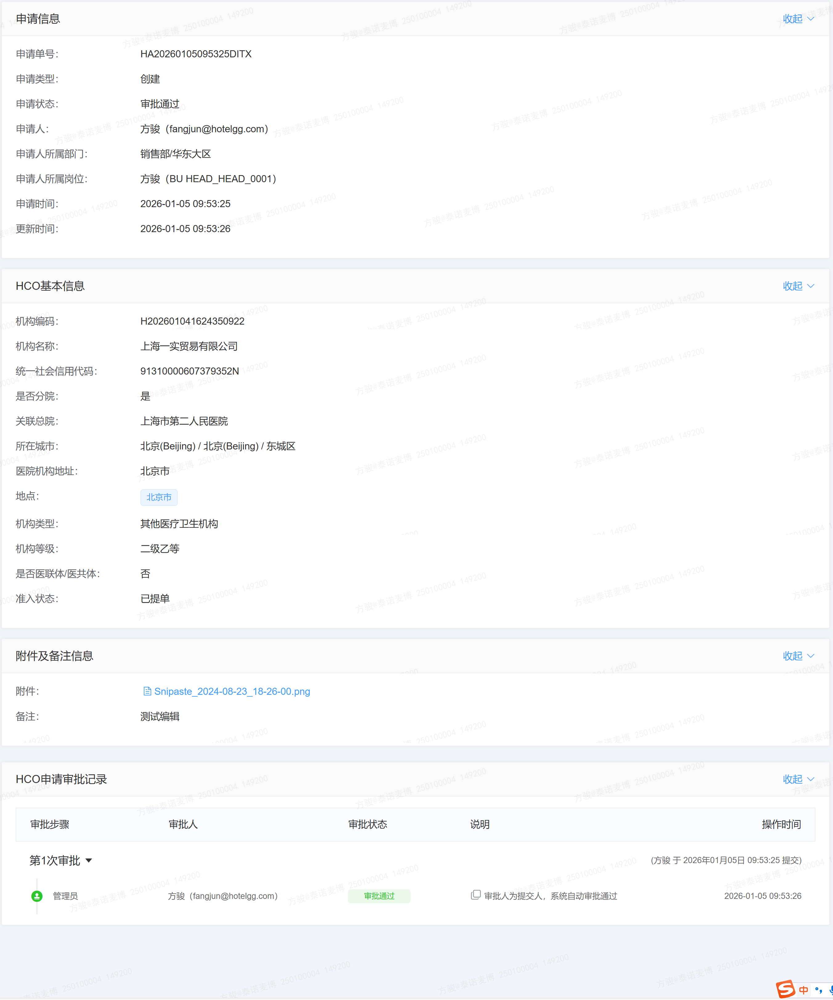 申请信息 收起
申请单号： HA20260105095325DITX
申请类型： 创建
申请状态： 审批通过
申请人： 方骏（fangjun@hotelgg.com）
申请人所属部门： 销售部/华东大区
申请人所属岗位： 方骏（BU HEAD_HEAD_0001）
申请时间： 2026-01-05 09:53:25
更新时间： 2026-01-05 09:53:26
HCO基本信息 收起
机构编码： H202601041624350922
机构名称： 上海一实贸易有限公司
统一社会信用代码： 91310000607379352N
是否分院： 是
关联总院： 上海市第二人民医院
所在城市： 北京(Beijing) / 北京(Beijing) / 东城区
医院机构地址： 北京市
地点： 北京市
机构类型： 其他医疗卫生机构
机构等级： 二级乙等
是否医联体/医共体： 否
准入状态： 已提单
附件及备注信息 收起
附件： Snipaste_2024-08-23_18-26-00.png
备注： 测试编辑
HCO申请审批记录 收起
审批步骤 审批人 审批状态 说明 操作时间
第1次审批 (方骏 于 2026年01月05日 09:53:25 提交)
管理员 方骏（fangjun@hotelgg.com） 审批通过 审批人为提交人，系统自动审批通过 2026-01-05 09:53:26
方骏@泰诺麦博 250100004 149200
中